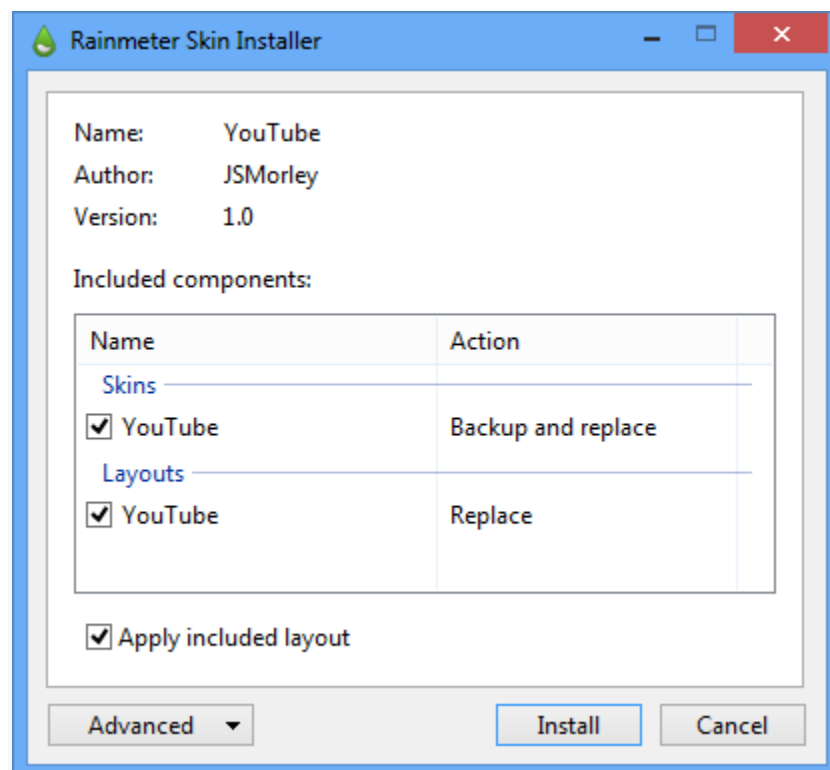 Rainmeter Skin Installer
Name: YouTube
Author: JSMorley
Version: 1.0
Included components:
Name Action
Skins
YouTube Backup and replace
Layouts
YouTube Replace
Apply included layout
Advanced Install Cancel